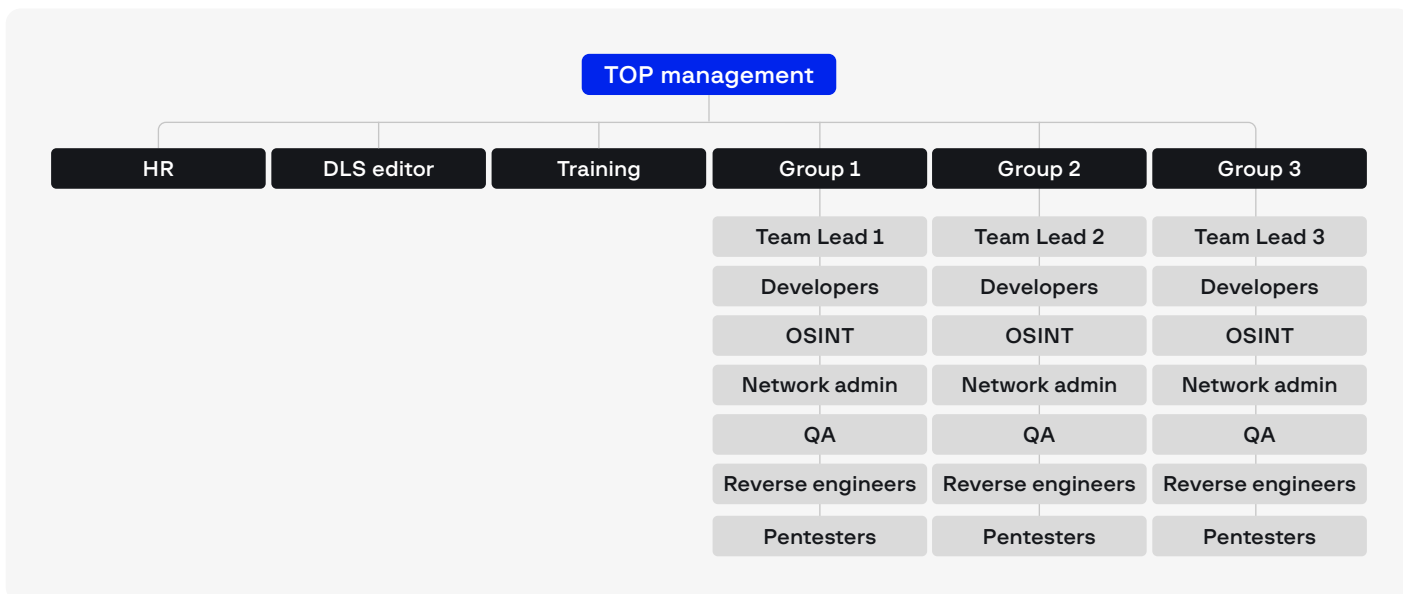 TOP management
HR
DLS editor
Training
Group 1
Group 2
Group 3
Team Lead 1
Team Lead 2
Team Lead 3
Developers
Developers
Developers
OSINT
OSINT
OSINT
Network admin
Network admin
Network admin
QA
QA
QA
Reverse engineers
Reverse engineers
Reverse engineers
Pentesters
Pentesters
Pentesters